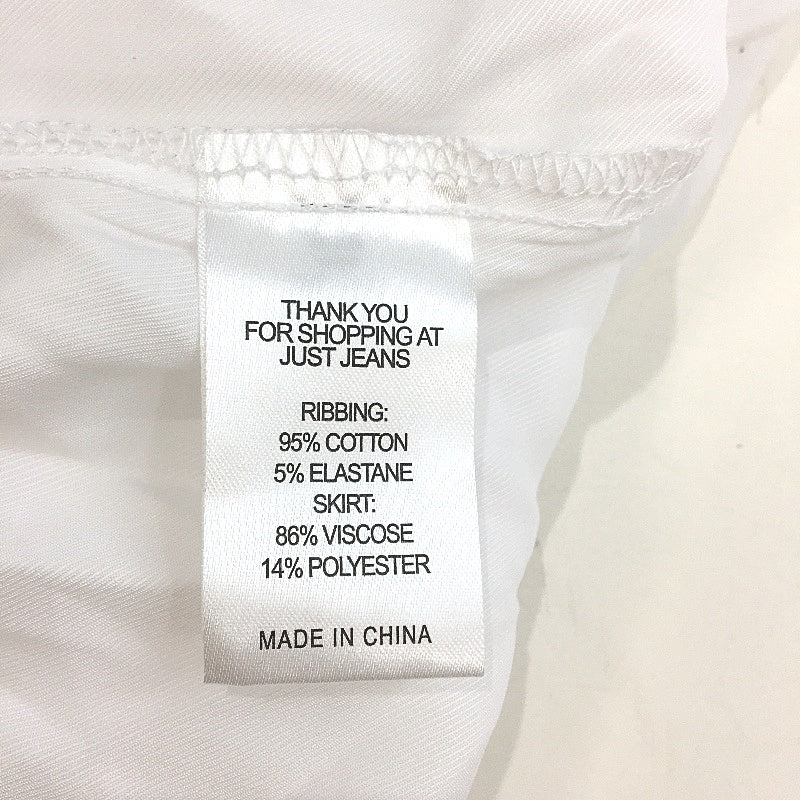 THANK YOU
FOR SHOPPING AT
JUST JEANS
RIBBING:
95% COTTON
5% ELASTANE
SKIRT:
86% VISCOSE
14% POLYESTER
MADE IN CHINA